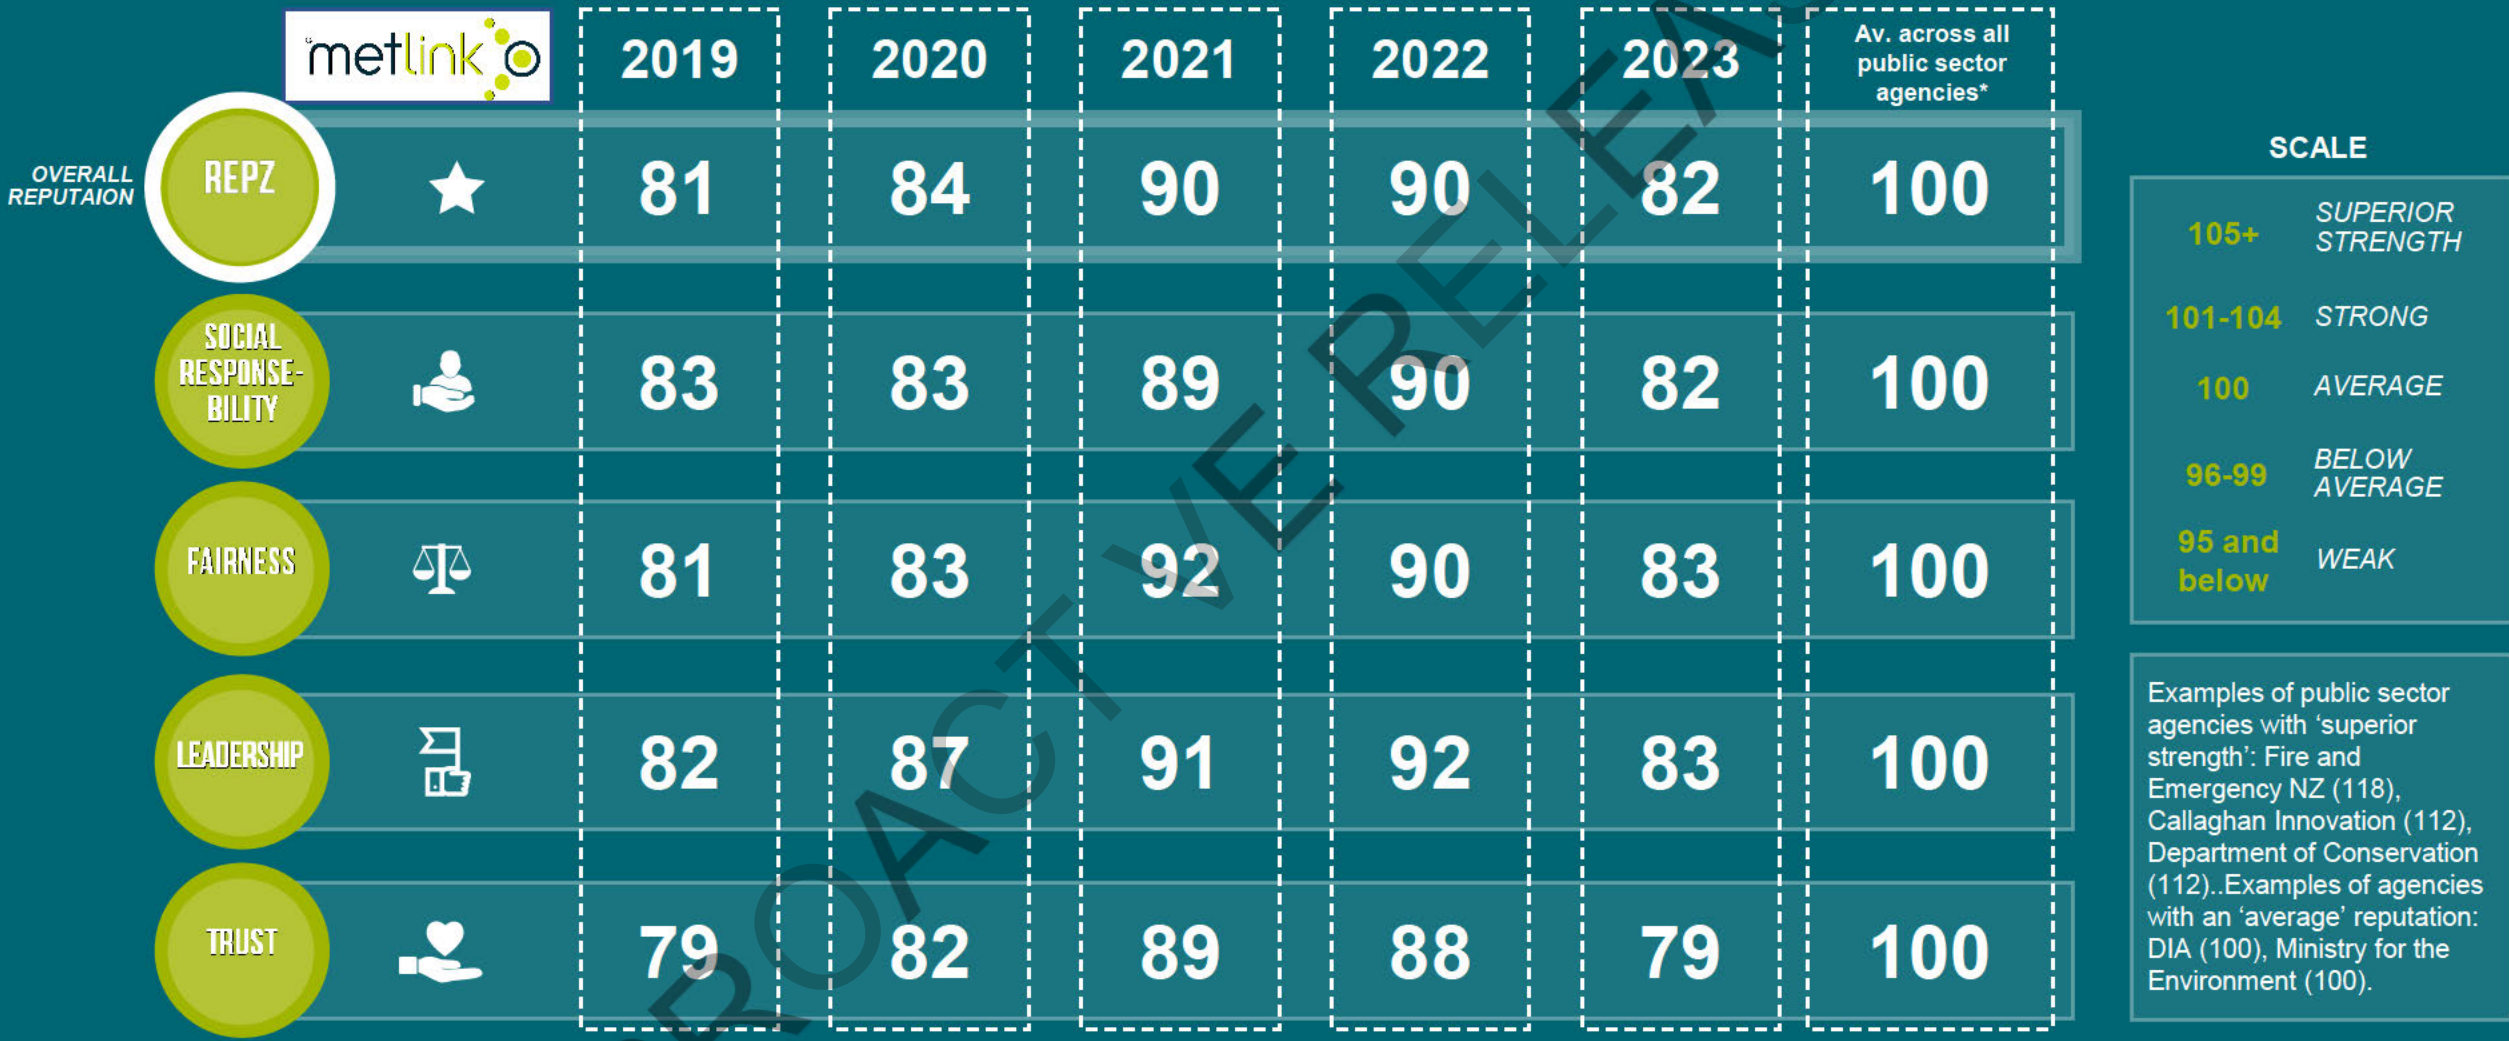 metlink
2019
2020
2021
2022
2023
Av. across all
public sector
agencies*
OVERALL
REPUTAION
REPZ
81
84
90
90
82
100
SOCIAL
RESPONSE-
BILITY
83
83
89
90
82
100
FAIRNESS
81
83
92
90
83
100
LEADERSHIP
82
87
91
92
83
100
TRUST
79
82
89
88
79
100
SCALE
105+
SUPERIOR
STRENGTH
101-104
STRONG
100
AVERAGE
96-99
BELOW
AVERAGE
95 and
below
WEAK
Examples of public sector
agencies with ‘superior
strength’: Fire and
Emergency NZ (118),
Callaghan Innovation (112),
Department of Conservation
(112)..Examples of agencies
with an ‘average’ reputation:
DIA (100), Ministry for the
Environment (100).
ROACT VE RELEAS